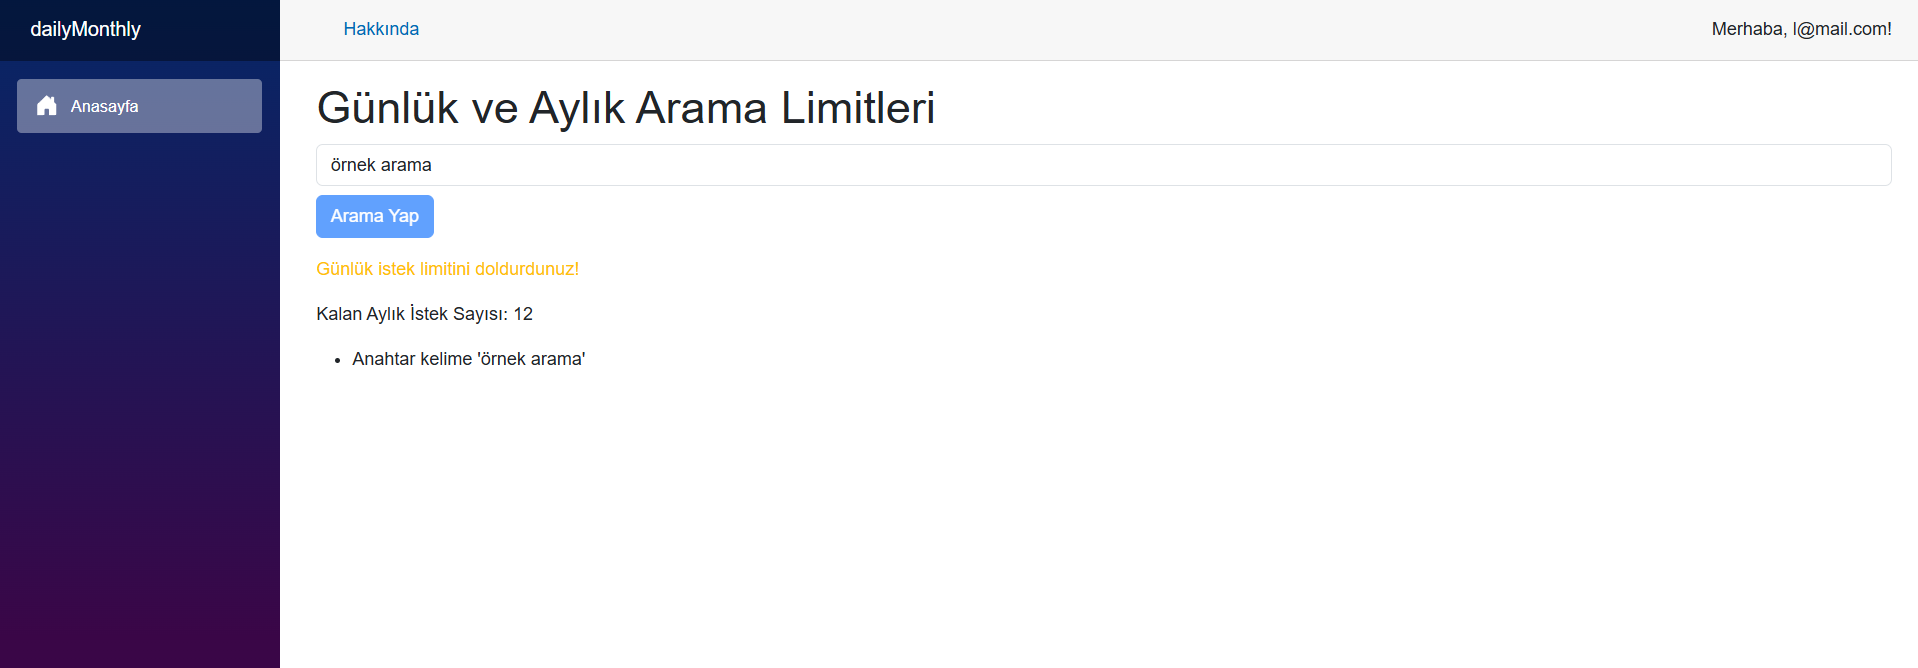 dailyMonthly
Hakkında
Merhaba, l@mail.com!
Anasayfa
Günlük ve Aylık Arama Limitleri
örnek arama
Arama Yap
Günlük istek limitini doldurdunuz!
Kalan Aylık İstek Sayısı: 12
• Anahtar kelime 'örnek arama'